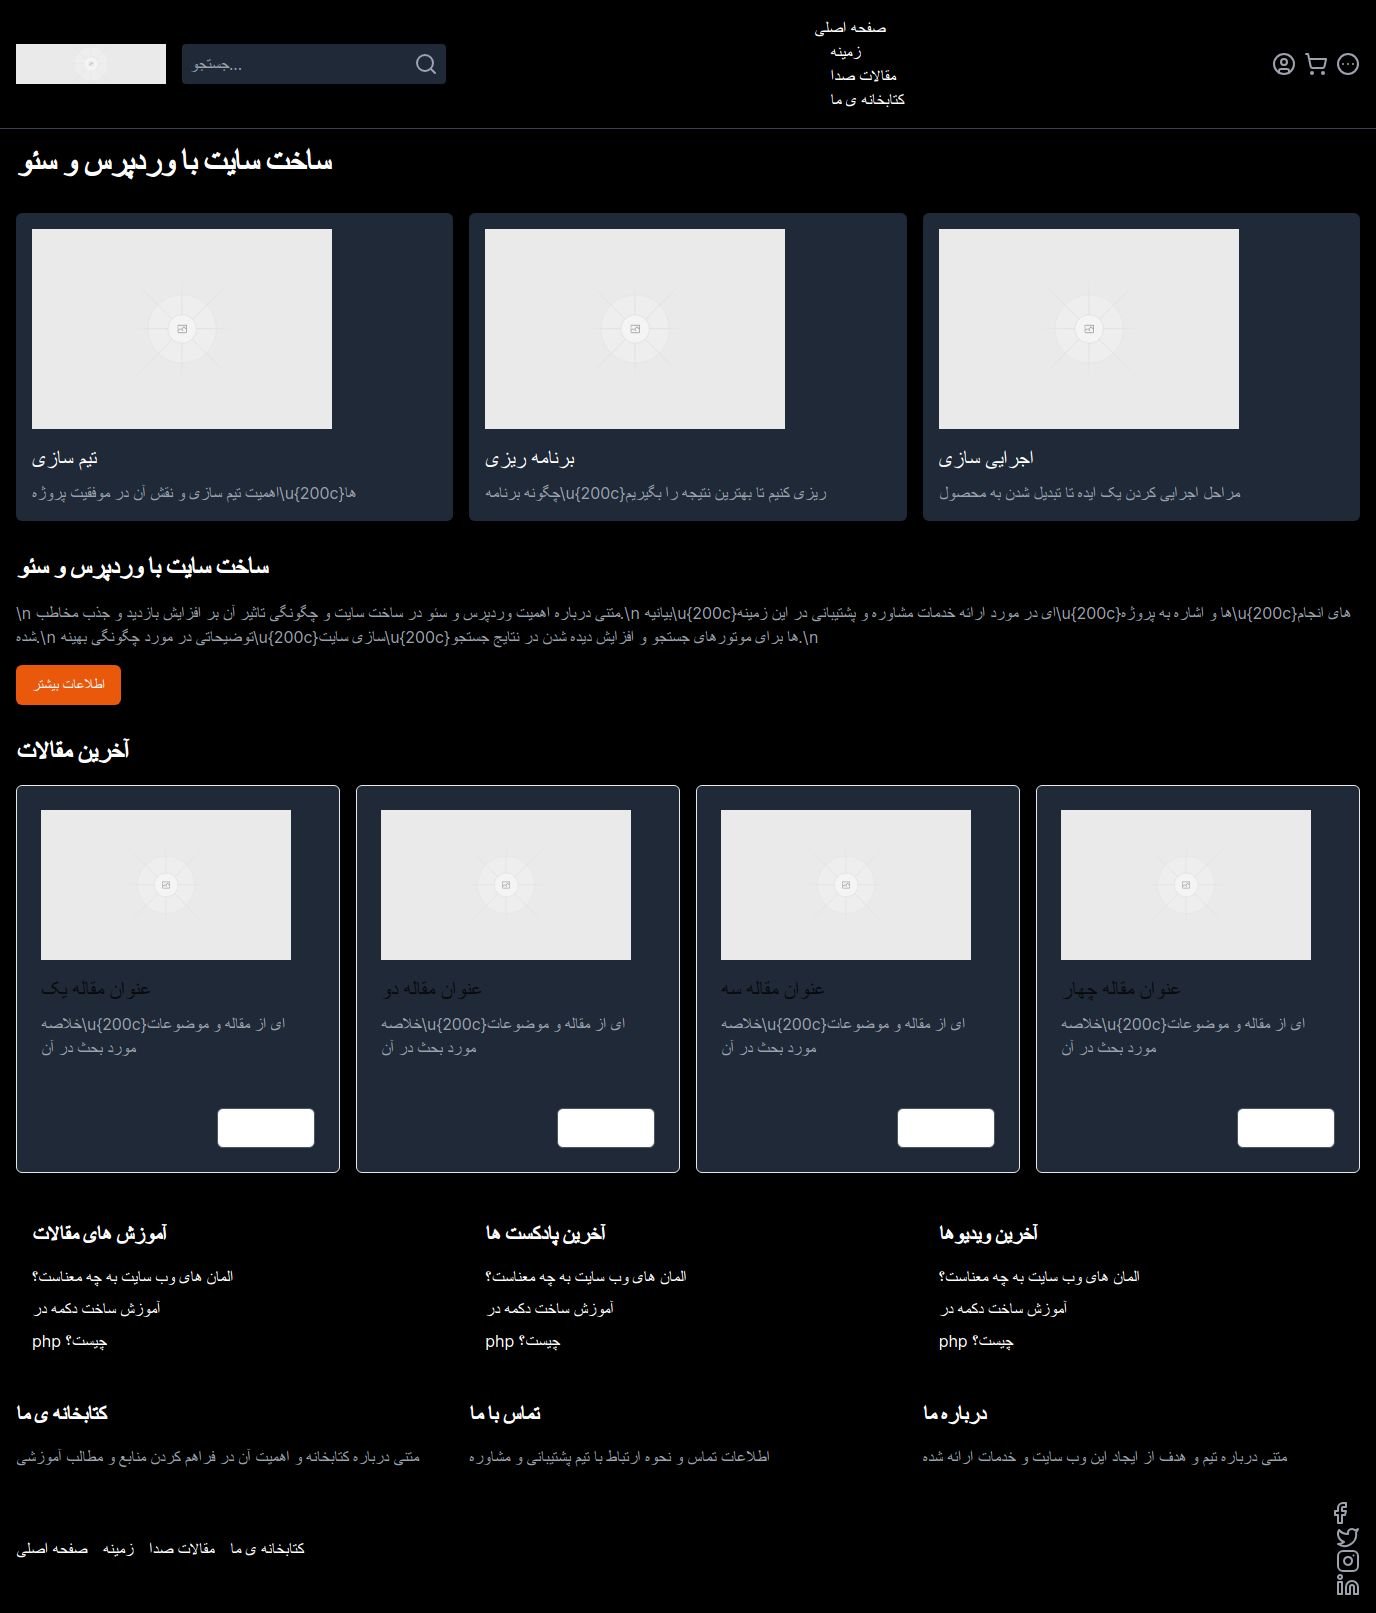 جستجو...
صفحه اصلی
زمینه
مقالات صدا
کتابخانه ی ما
ساخت سایت با وردپرس و سئو
تیم سازی
اهمیت تیم سازی و نقش آن در موفقیت پروژه\u{200c}ها
برنامه ریزی
چگونه برنامه\u{200c}ریزی کنیم تا بهترین نتیجه را بگیریم
اجرایی سازی
مراحل اجرایی کردن یک ایده تا تبدیل شدن به محصول
ساخت سایت با وردپرس و سئو
\n متنی درباره اهمیت وردپرس و سئو در ساخت سایت و چگونگی تاثیر آن بر افزایش بازدید و جذب مخاطب.\n بیانیه\u{200c}ای در مورد ارائه خدمات مشاوره و پشتیبانی در این زمینه\u{200c}ها و اشاره به پروژه\u{200c}های انجام
شده.\n توضیحاتی در مورد چگونگی بهینه\u{200c}سازی سایت\u{200c}ها برای موتورهای جستجو و افزایش دیده شدن در نتایج جستجو.\n
اطلاعات بیشتر
آخرین مقالات
عنوان مقاله یک
خلاصه\u{200c}ای از مقاله و موضوعات
مورد بحث در آن
عنوان مقاله دو
خلاصه\u{200c}ای از مقاله و موضوعات
مورد بحث در آن
عنوان مقاله سه
خلاصه\u{200c}ای از مقاله و موضوعات
مورد بحث در آن
عنوان مقاله چهار
خلاصه\u{200c}ای از مقاله و موضوعات
مورد بحث در آن
آموزش های مقالات
المان های وب سایت به چه معناست؟
آموزش ساخت دکمه در
php چیست؟
آخرین پادکست ها
المان های وب سایت به چه معناست؟
آموزش ساخت دکمه در
php چیست؟
آخرین ویدیوها
المان های وب سایت به چه معناست؟
آموزش ساخت دکمه در
php چیست؟
کتابخانه ی ما
متنی درباره کتابخانه و اهمیت آن در فراهم کردن منابع و مطالب آموزشی
تماس با ما
اطلاعات تماس و نحوه ارتباط با تیم پشتیبانی و مشاوره
درباره ما
متنی درباره تیم و هدف از ایجاد این وب سایت و خدمات ارائه شده
صفحه اصلی
زمینه
مقالات صدا
کتابخانه ی ما